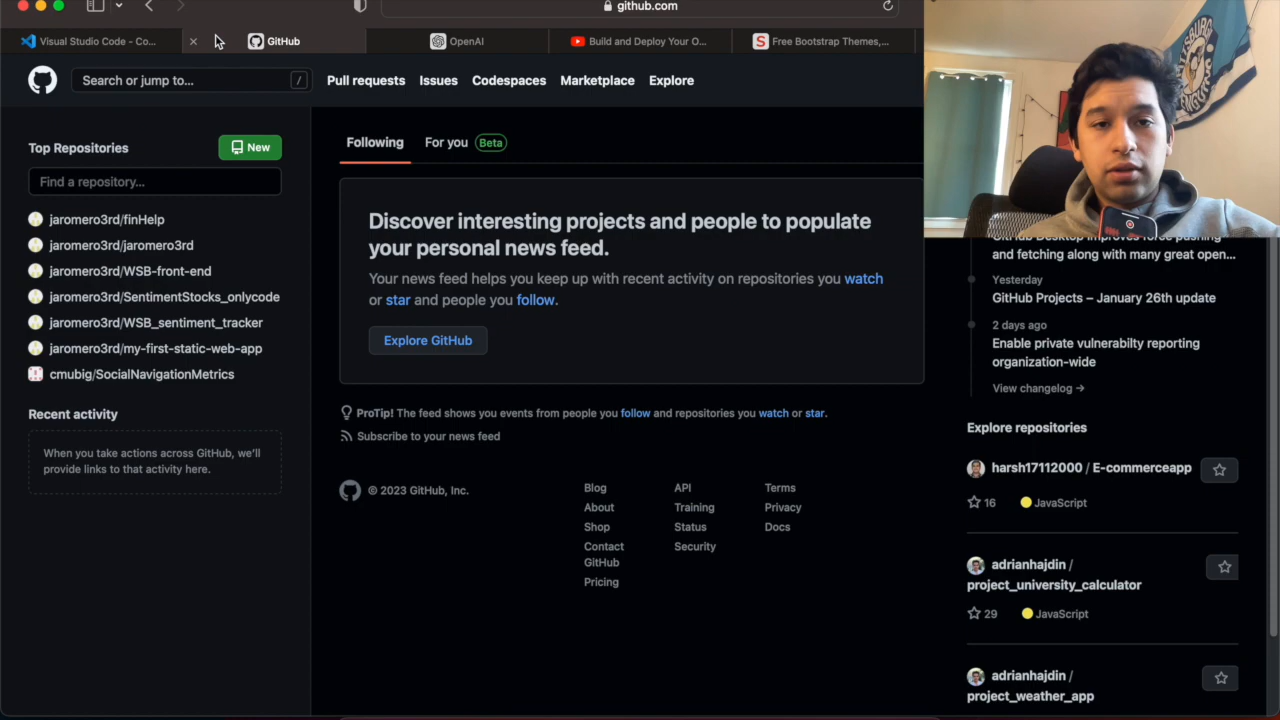 github.com
Visual Studio Code - Co...
GitHub
OpenAI
Build and Deploy Your O...
Free Bootstrap Themes,...
Search or jump to...
/
Pull requests
Issues
Codespaces
Marketplace
Explore
Top Repositories
New
Find a repository...
jaromero3rd/finHelp
jaromero3rd/jaromero3rd
jaromero3rd/WSB-front-end
jaromero3rd/SentimentStocks_onlycode
jaromero3rd/WSB_sentiment_tracker
jaromero3rd/my-first-static-web-app
cmubig/SocialNavigationMetrics
Recent activity
When you take actions across GitHub, we'll
provide links to that activity here.
Following
For you
Beta
Discover interesting projects and people to populate
your personal news feed.
Your news feed helps you keep up with recent activity on repositories you watch
or star and people you follow.
Explore GitHub
ProTip! The feed shows you events from people you follow and repositories you watch or star.
Subscribe to your news feed
© 2023 GitHub, Inc.
Blog
About
Shop
Contact
GitHub
Pricing
API
Training
Status
Security
Terms
Privacy
Docs
GitHub Desktop improves force pushing
and fetching along with many great open...
Yesterday
GitHub Projects – January 26th update
2 days ago
Enable private vulnerabilty reporting
organization-wide
View changelog →
Explore repositories
harsh17112000 / E-commerceapp
16
JavaScript
adrianhajdin /
project_university_calculator
29
JavaScript
adrianhajdin /
project_weather_app